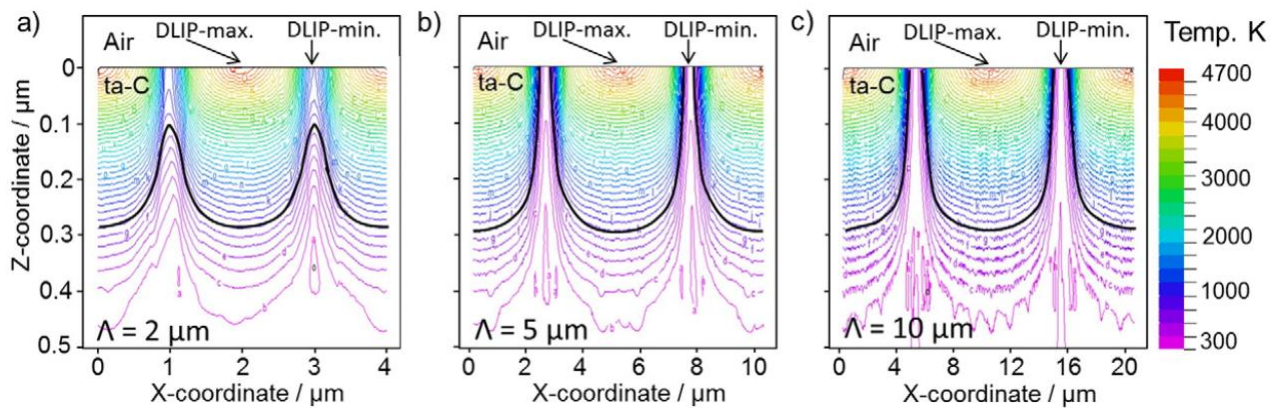 a)
Air
DLIP-max.
DLIP-min.
ta-C
Z-coordinate / µm
0
0.1
0.2
0.3
0.4
0.5
Λ = 2 µm
0 1 2 3 4
X-coordinate / µm
b)
Air
DLIP-max.
DLIP-min.
ta-C
Λ = 5 µm
0 2 4 6 8 10
X-coordinate / µm
c)
Air
DLIP-max.
DLIP-min.
ta-C
Λ = 10 µm
0 4 8 12 16 20
X-coordinate / µm
Temp. K
4700
4000
3000
2000
1000
300